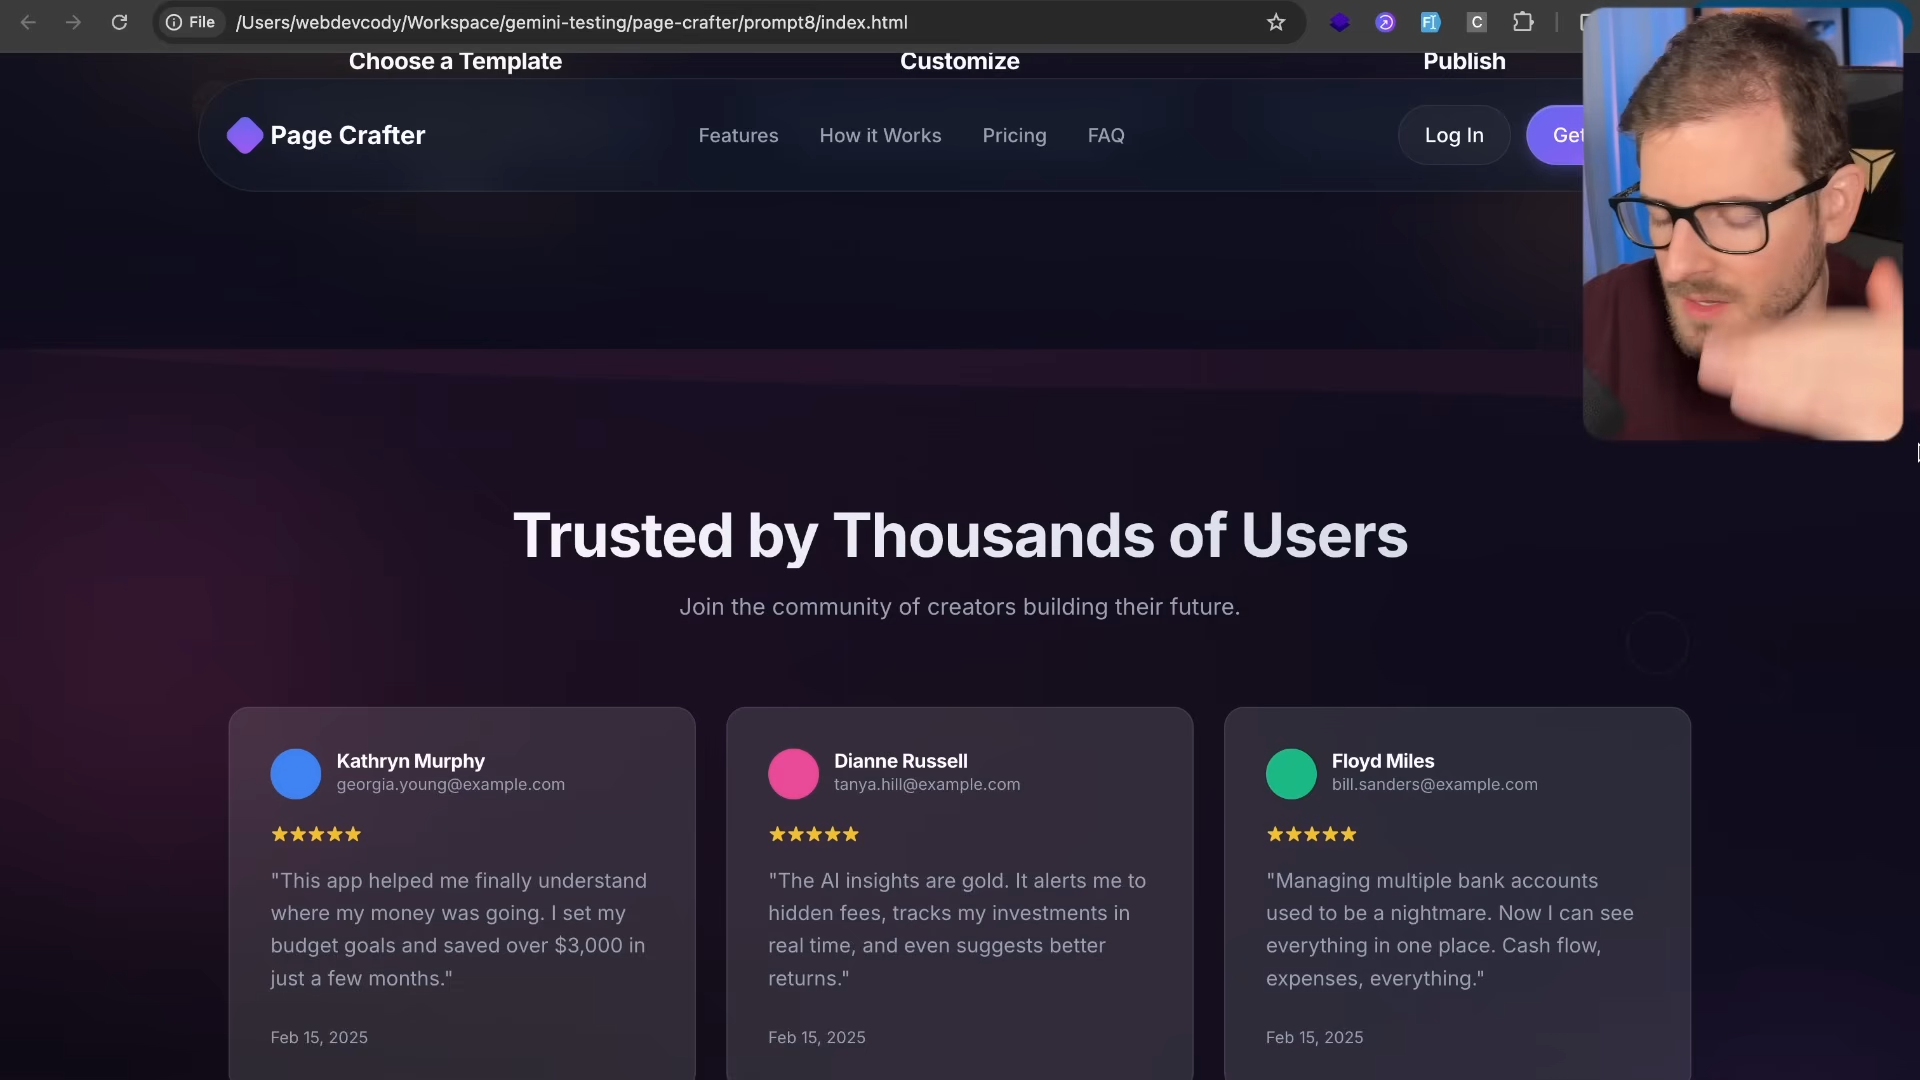 File
/Users/webdevcody/Workspace/gemini-testing/page-crafter/prompt8/index.html
C
Choose a Template
Customize
Publish
Page Crafter
Features
How it Works
Pricing
FAQ
Log In
Get
Trusted by Thousands of Users
Join the community of creators building their future.
Kathryn Murphy
georgia.young@example.com
"This app helped me finally understand
where my money was going. I set my
budget goals and saved over $3,000 in
just a few months."
Feb 15, 2025
Dianne Russell
tanya.hill@example.com
"The AI insights are gold. It alerts me to
hidden fees, tracks my investments in
real time, and even suggests better
returns."
Feb 15, 2025
Floyd Miles
bill.sanders@example.com
"Managing multiple bank accounts
used to be a nightmare. Now I can see
everything in one place. Cash flow,
expenses, everything."
Feb 15, 2025